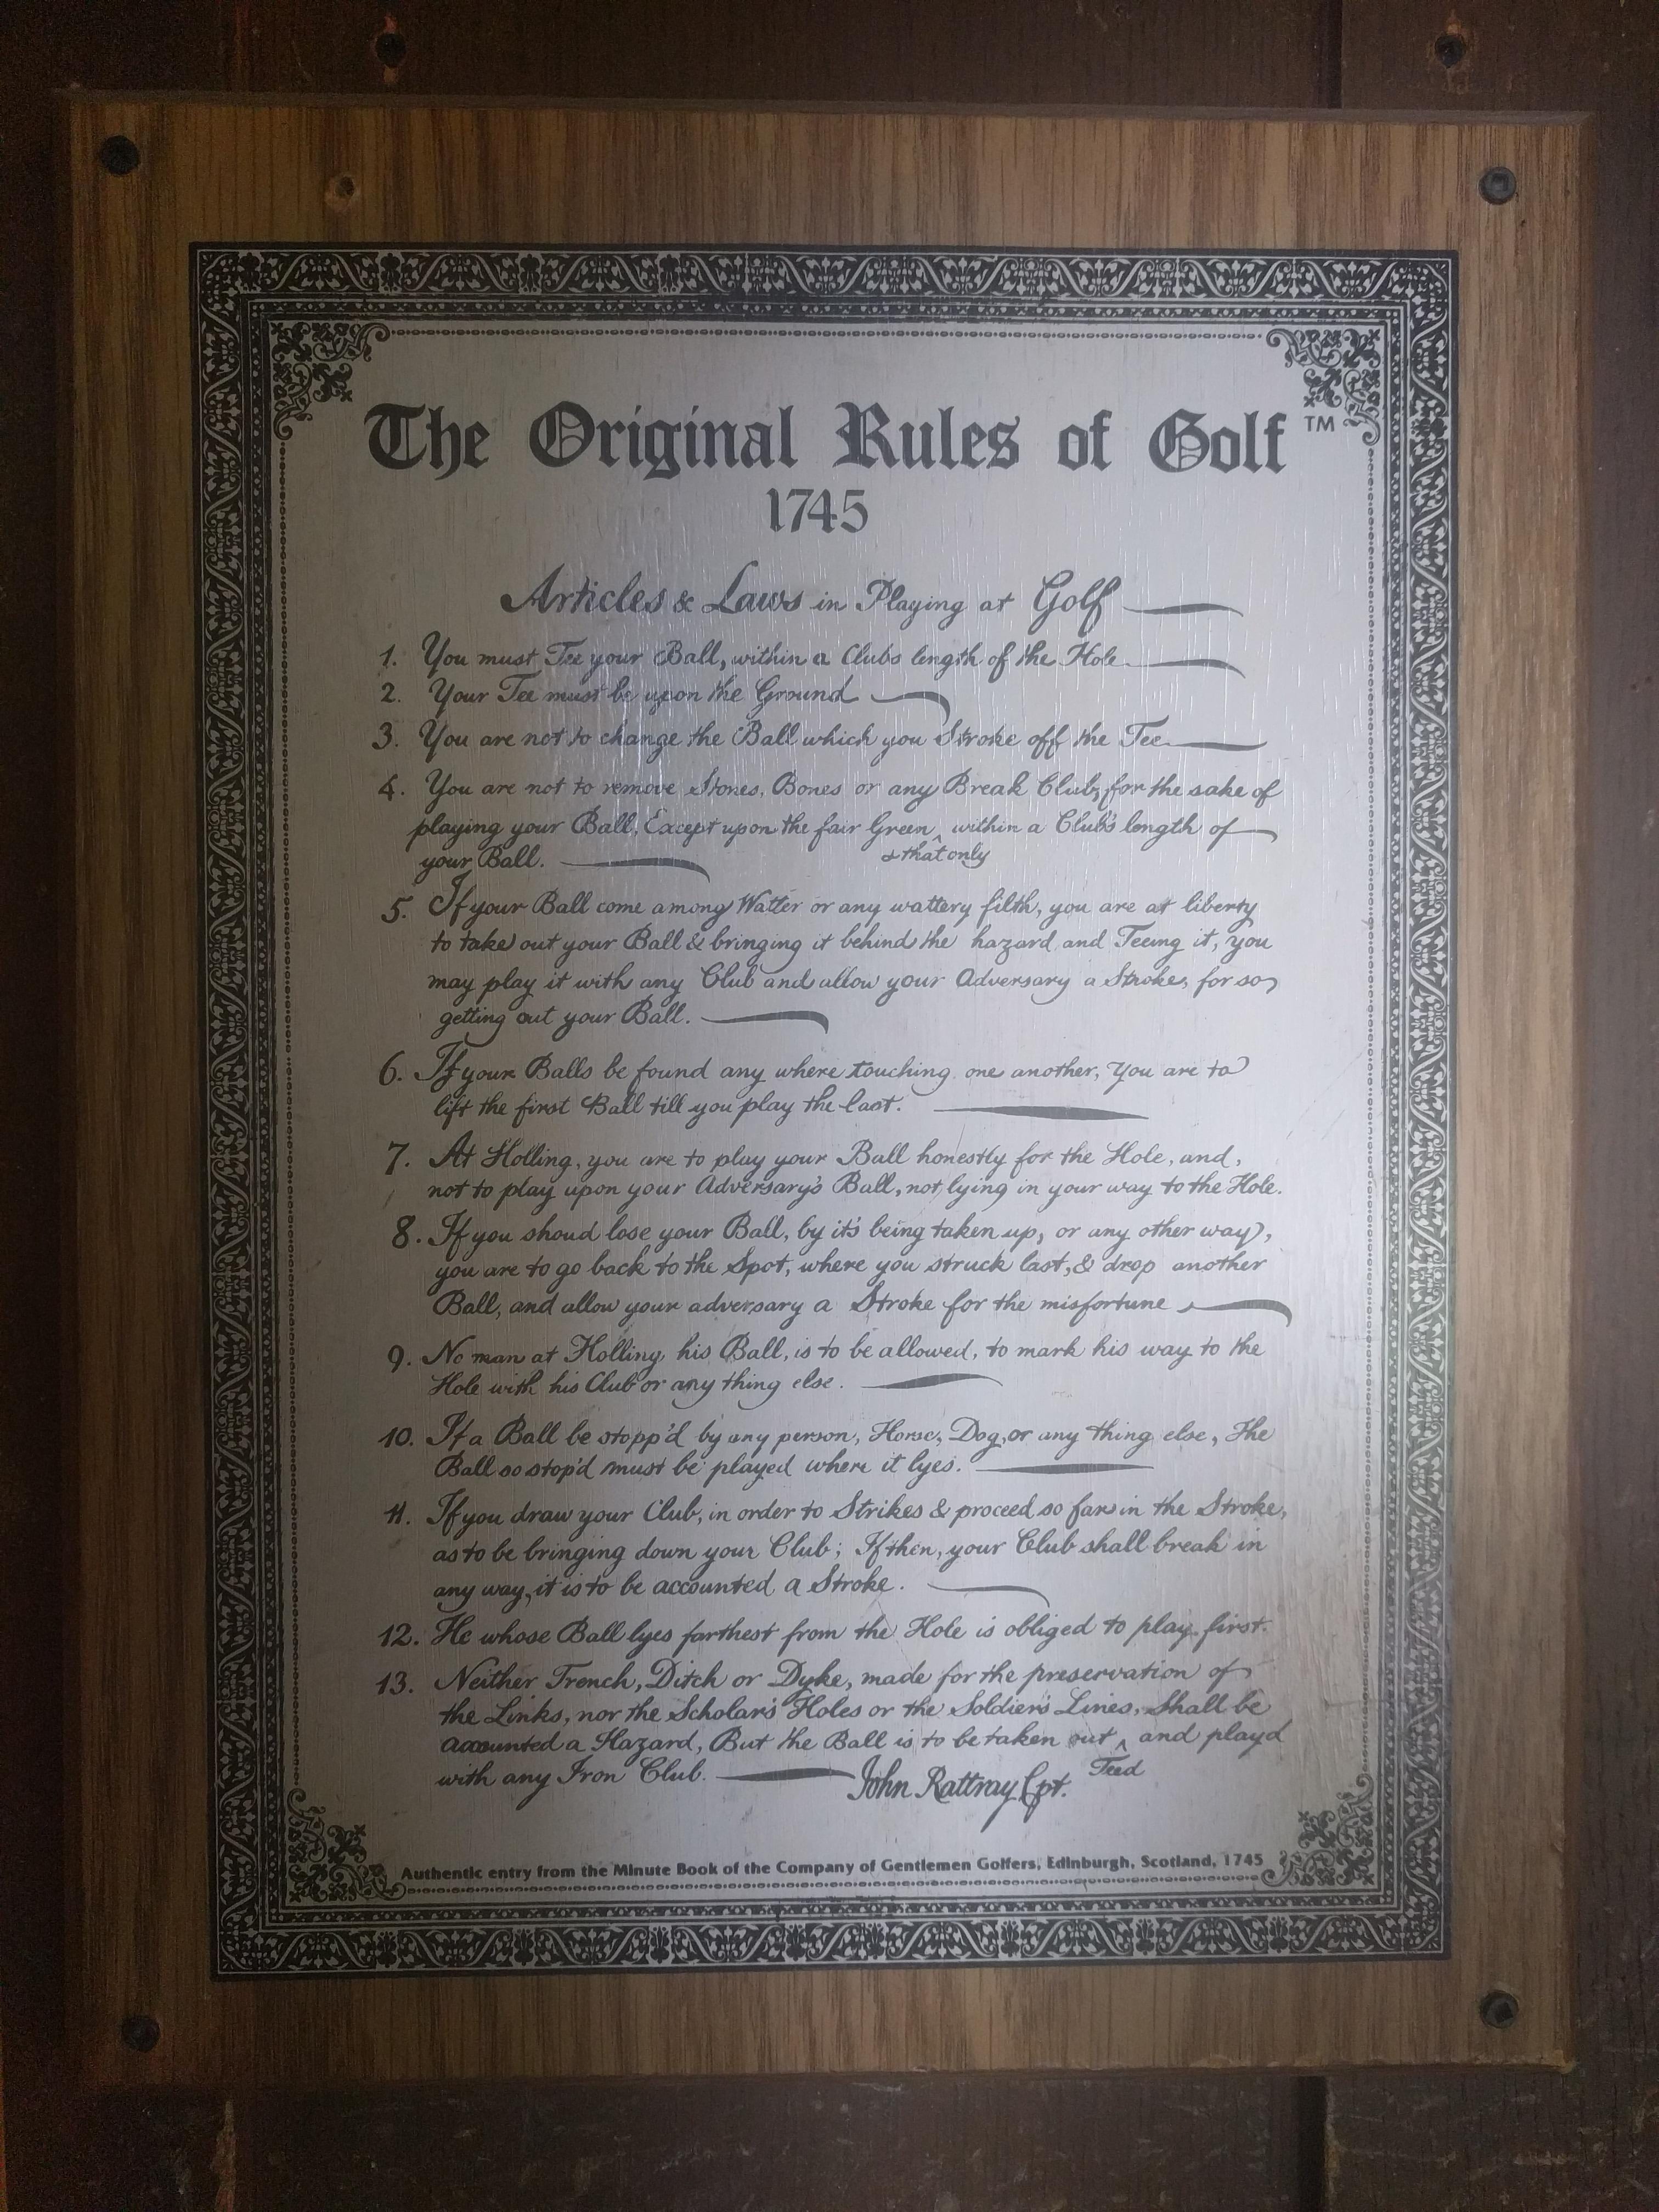 The Original Rules of Golf™
1745
Articles & Laws in Playing at Golf
1. You must Tee your Ball, within a Clubs length of the Hole
2. Your Tee must be upon the Ground
3. You are not to change the Ball which you Stroke off the Tee
4. You are not to remove Stones, Bones or any Break Club, for the sake of
playing your Ball, Except upon the fair Green ^ within a Club's length of
your Ball. & that only
5. If your Ball come among Watter or any wattery filth, you are at liberty
to take out your Ball & bringing it behind the hazard and Teeing it, you
may play it with any Club and allow your Adversary a Stroke, for so
getting out your Ball.
6. If your Balls be found any where touching one another, You are to
lift the first Ball till you play the last.
7. At Holling, you are to play your Ball honestly for the Hole, and,
not to play upon your Adversary's Ball, not lying in your way to the Hole.
8. If you shoud lose your Ball, by it's being taken up, or any other way,
you are to go back to the Spot, where you struck last, & drop another
Ball, and allow your adversary a Stroke for the misfortune
9. No man at Holling his Ball, is to be allowed, to mark his way to the
Hole with his Club or any thing else.
10. If a Ball be stopp'd by any person, Horse, Dog, or any thing else, The
Ball so stop'd must be played where it lyes.
11. If you draw your Club, in order to Strike & proceed so far in the Stroke,
as to be bringing down your Club; If then, your Club shall break in
any way, it is to be accounted a Stroke.
12. He whose Ball lyes farthest from the Hole is obliged to play first.
13. Neither Trench, Ditch or Dyke, made for the preservation of
the Links, nor the Scholar's Holes or the Soldier's Lines, Shall be
accounted a Hazard, But the Ball is to be taken out ^ and play'd
with any Iron Club. John Rattray Cpt. Teed
Authentic entry from the Minute Book of the Company of Gentlemen Golfers, Edinburgh, Scotland, 1745